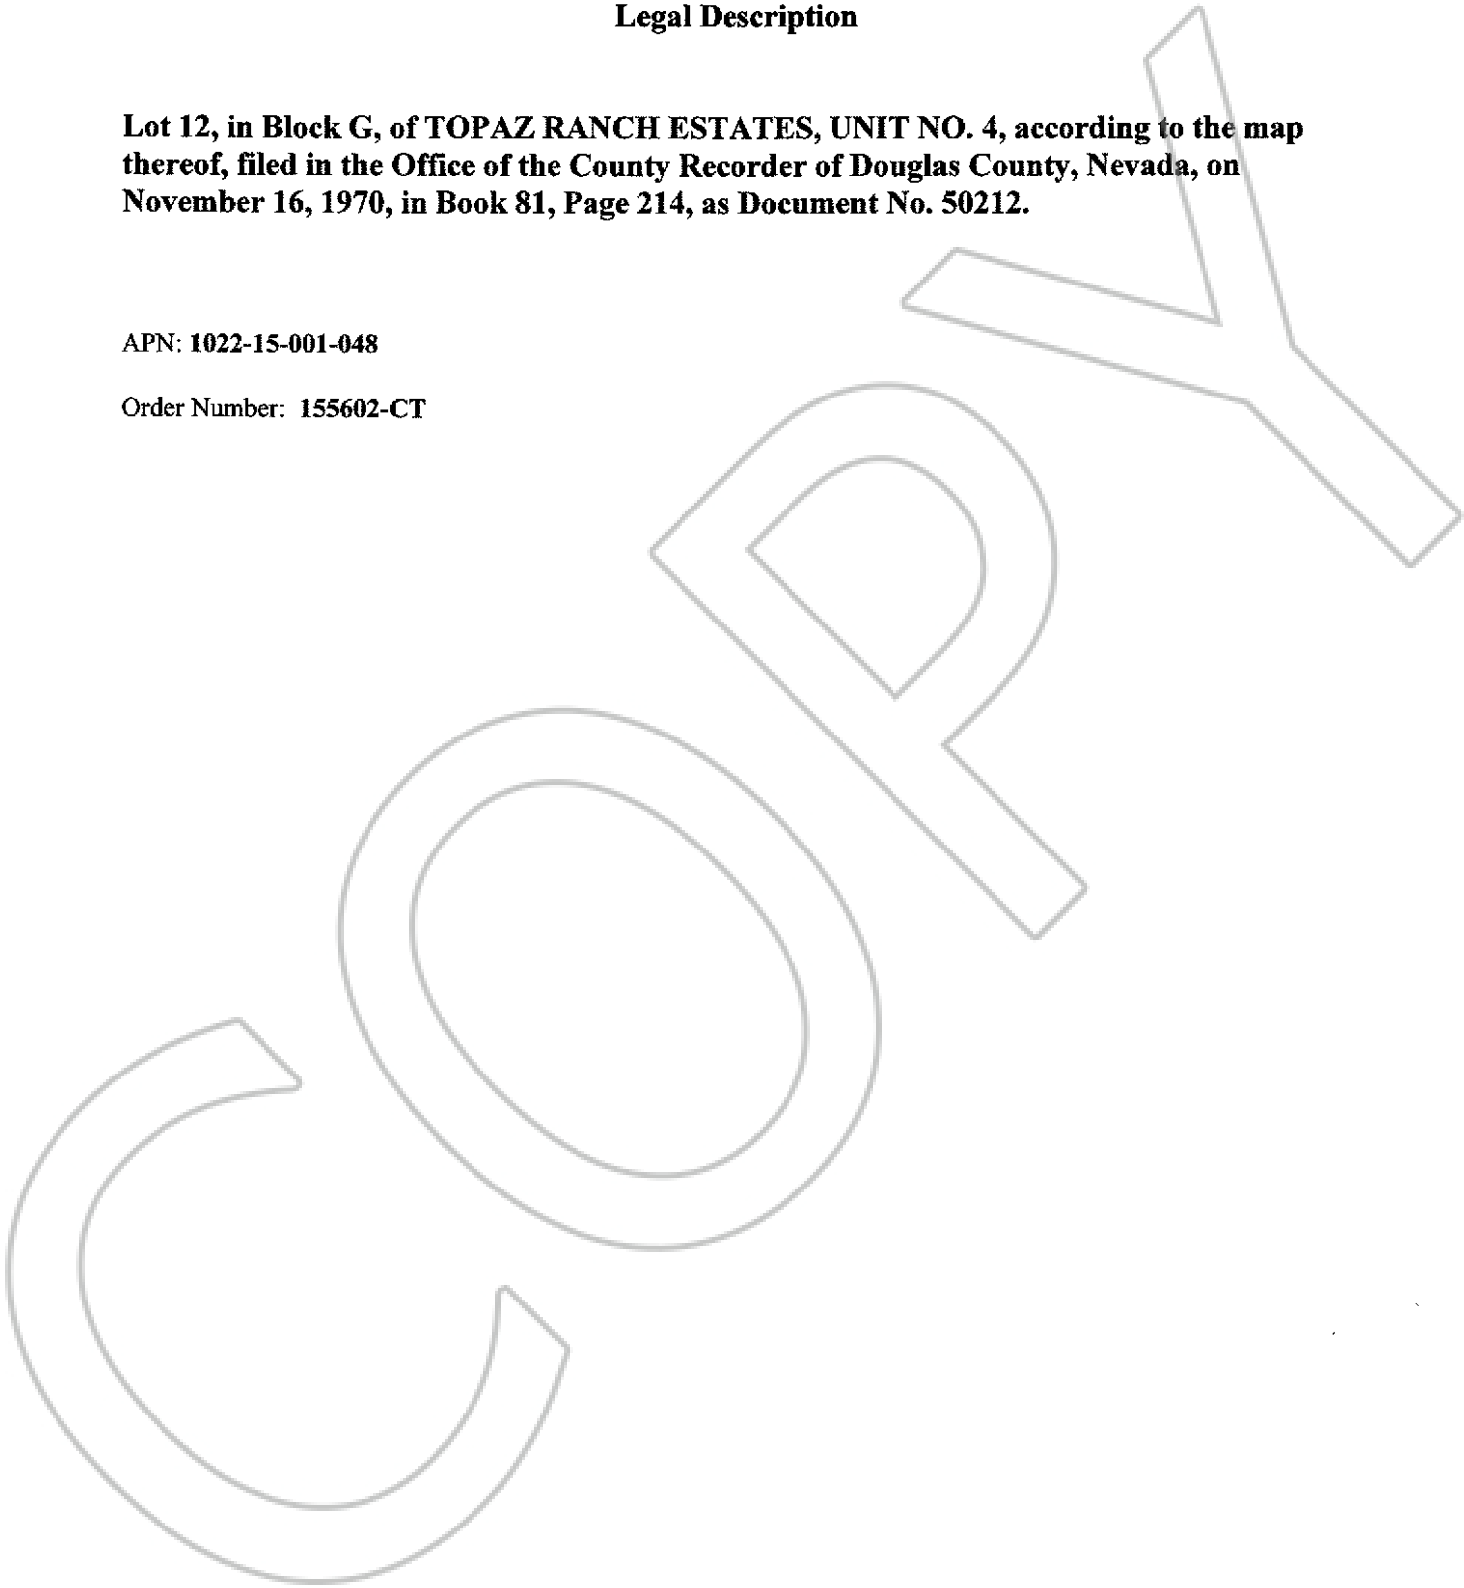 Legal Description
Lot 12, in Block G, of TOPAZ RANCH ESTATES, UNIT NO. 4, according to the map
thereof, filed in the Office of the County Recorder of Douglas County, Nevada, on
November 16, 1970, in Book 81, Page 214, as Document No. 50212.
APN: 1022-15-001-048
Order Number: 155602-CT
COPY